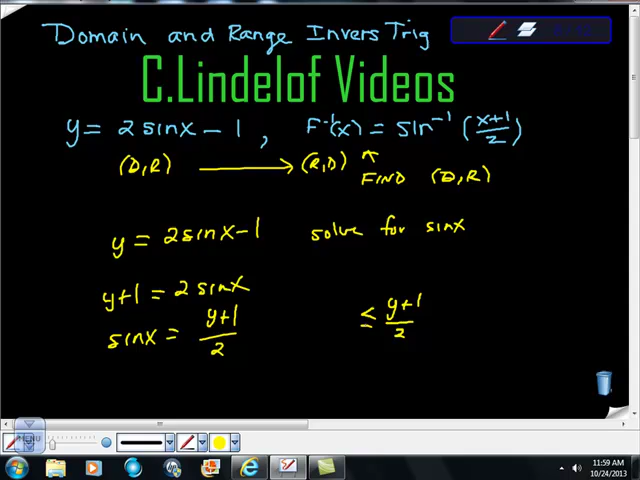 Domain and Range Invers Trig
C.Lindelof Videos
y = 2 sinx - 1 , F⁻¹(x) = sin⁻¹ (x+1/2)
(D,R) → (R,D) ↑ FIND (D,R)
y = 2sinx-1 solve for sinx
y+1 = 2 sinx
sinx = y+1/2 ≤ y+1/2
MENU
11:59 AM
10/24/2013